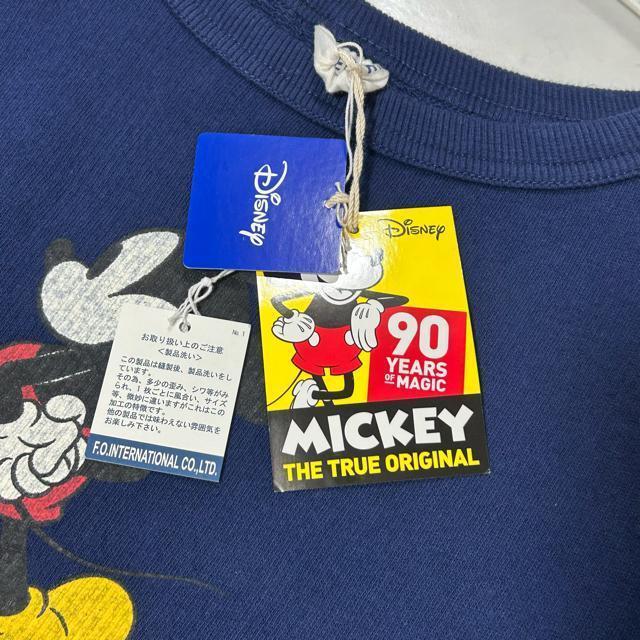 Disney
Disney
90
YEARS
OF MAGIC
MICKEY
THE TRUE ORIGINAL
No. 1
お取り扱い上のご注意
＜製品洗い＞
この製品は縫製後、製品洗いをし
ています。
その為、多少の歪み、シワ等がみ
られ、1枚ごとに風合い、サイズ
等、微妙に違いますがこれはこの
加工の特徴です。
他の製品では味わえない雰囲気を
お楽しみ下さい。
F.O.INTERNATIONAL CO.,LTD.